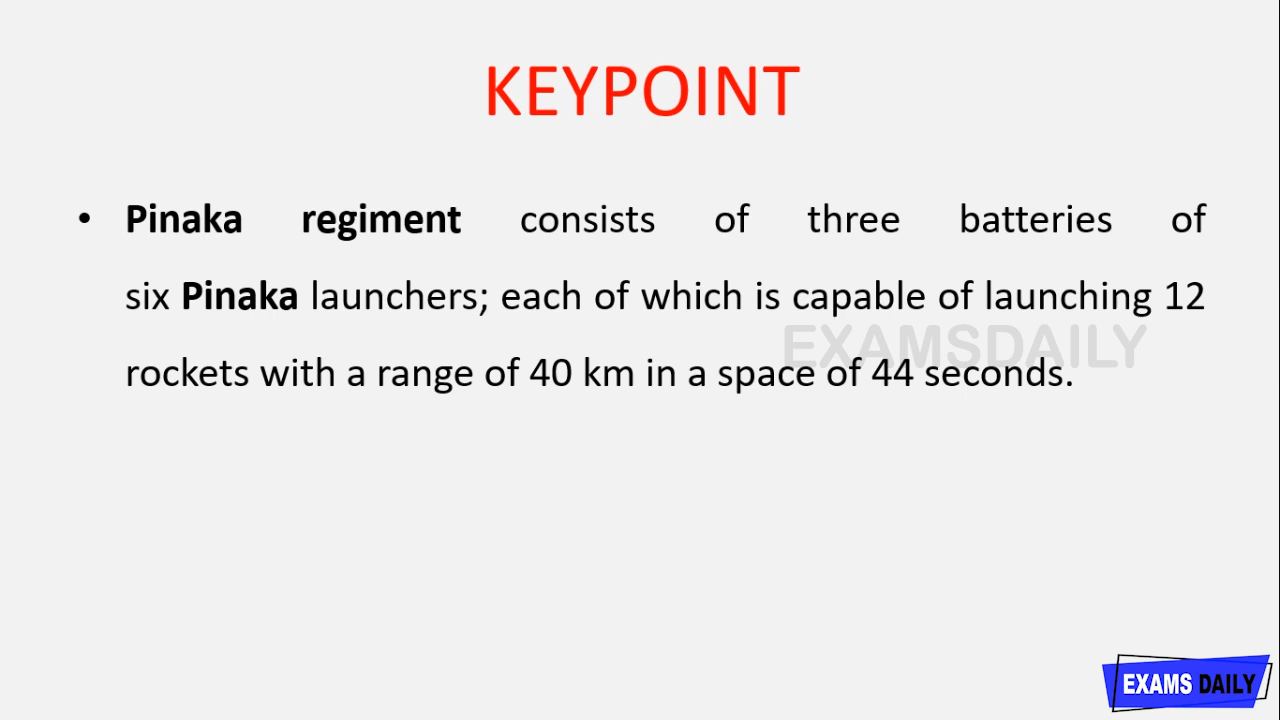 KEYPOINT
• Pinaka regiment consists of three batteries of
six Pinaka launchers; each of which is capable of launching 12
EXAMSDAILY
rockets with a range of 40 km in a space of 44 seconds.
EXAMS DAILY